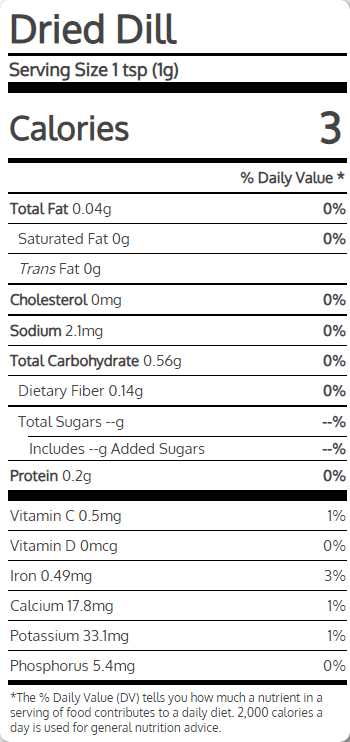 Dried Dill
Serving Size 1 tsp (1g)
Calories 3
% Daily Value *
Total Fat 0.04g 0%
Saturated Fat 0g 0%
Trans Fat 0g
Cholesterol 0mg 0%
Sodium 2.1mg 0%
Total Carbohydrate 0.56g 0%
Dietary Fiber 0.14g 0%
Total Sugars --g --%
Includes --g Added Sugars --%
Protein 0.2g 0%
Vitamin C 0.5mg 1%
Vitamin D 0mcg 0%
Iron 0.49mg 3%
Calcium 17.8mg 1%
Potassium 33.1mg 1%
Phosphorus 5.4mg 0%
*The % Daily Value (DV) tells you how much a nutrient in a
serving of food contributes to a daily diet. 2,000 calories a
day is used for general nutrition advice.